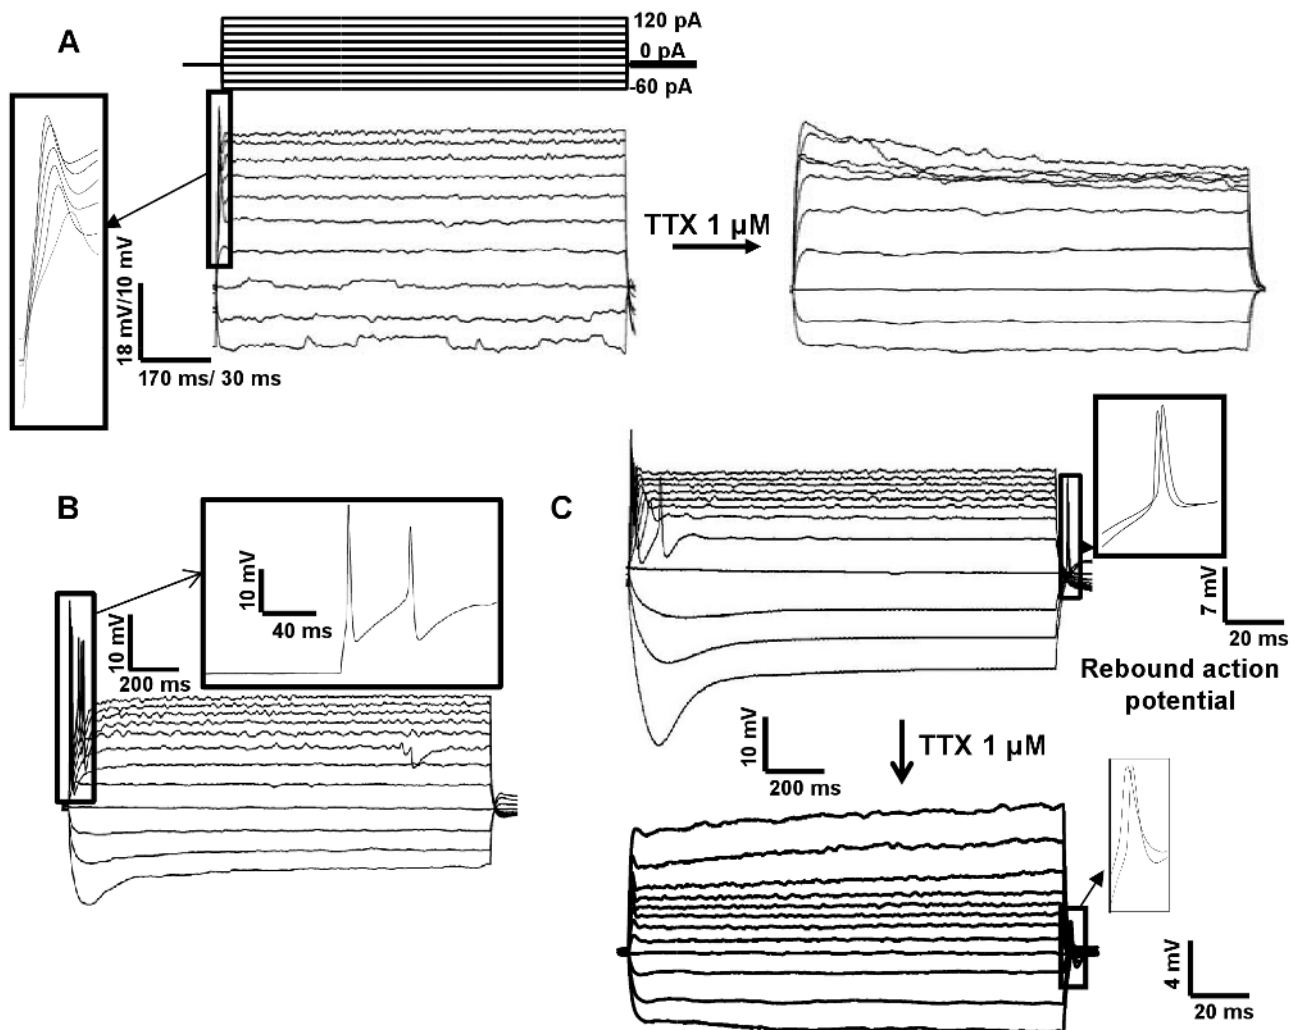 A
120 pA
0 pA
-60 pA
18 mV/10 mV
170 ms/ 30 ms
TTX 1 µM
B
10 mV
40 ms
10 mV
200 ms
C
7 mV
20 ms
Rebound action
potential
10 mV
200 ms
TTX 1 µM
4 mV
20 ms